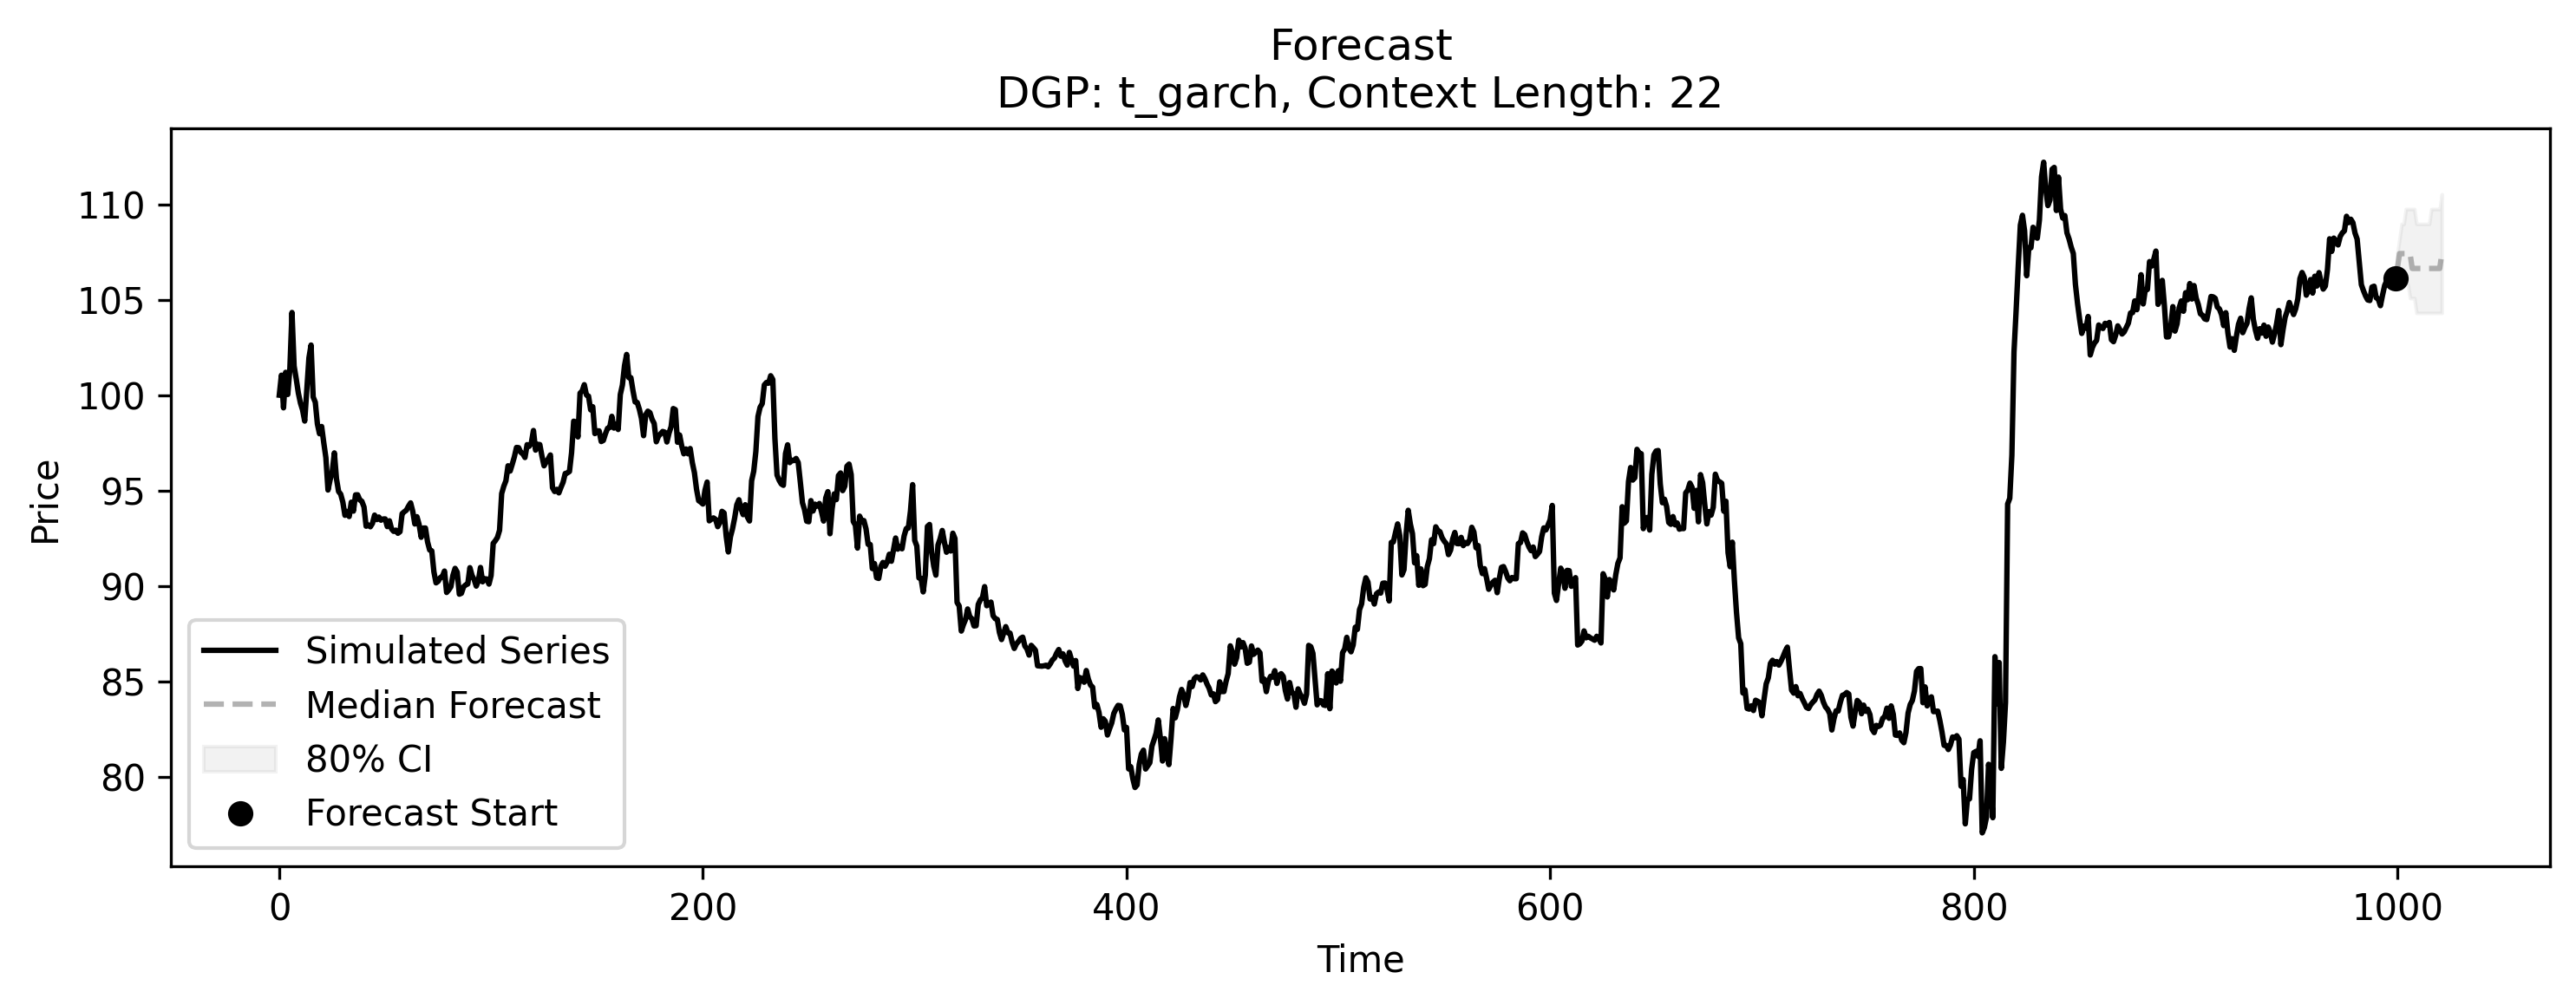 Forecast
DGP: t_garch, Context Length: 22
Price
110
105
100
95
90
85
80
Simulated Series
Median Forecast
80% CI
Forecast Start
0
200
400
600
800
1000
Time